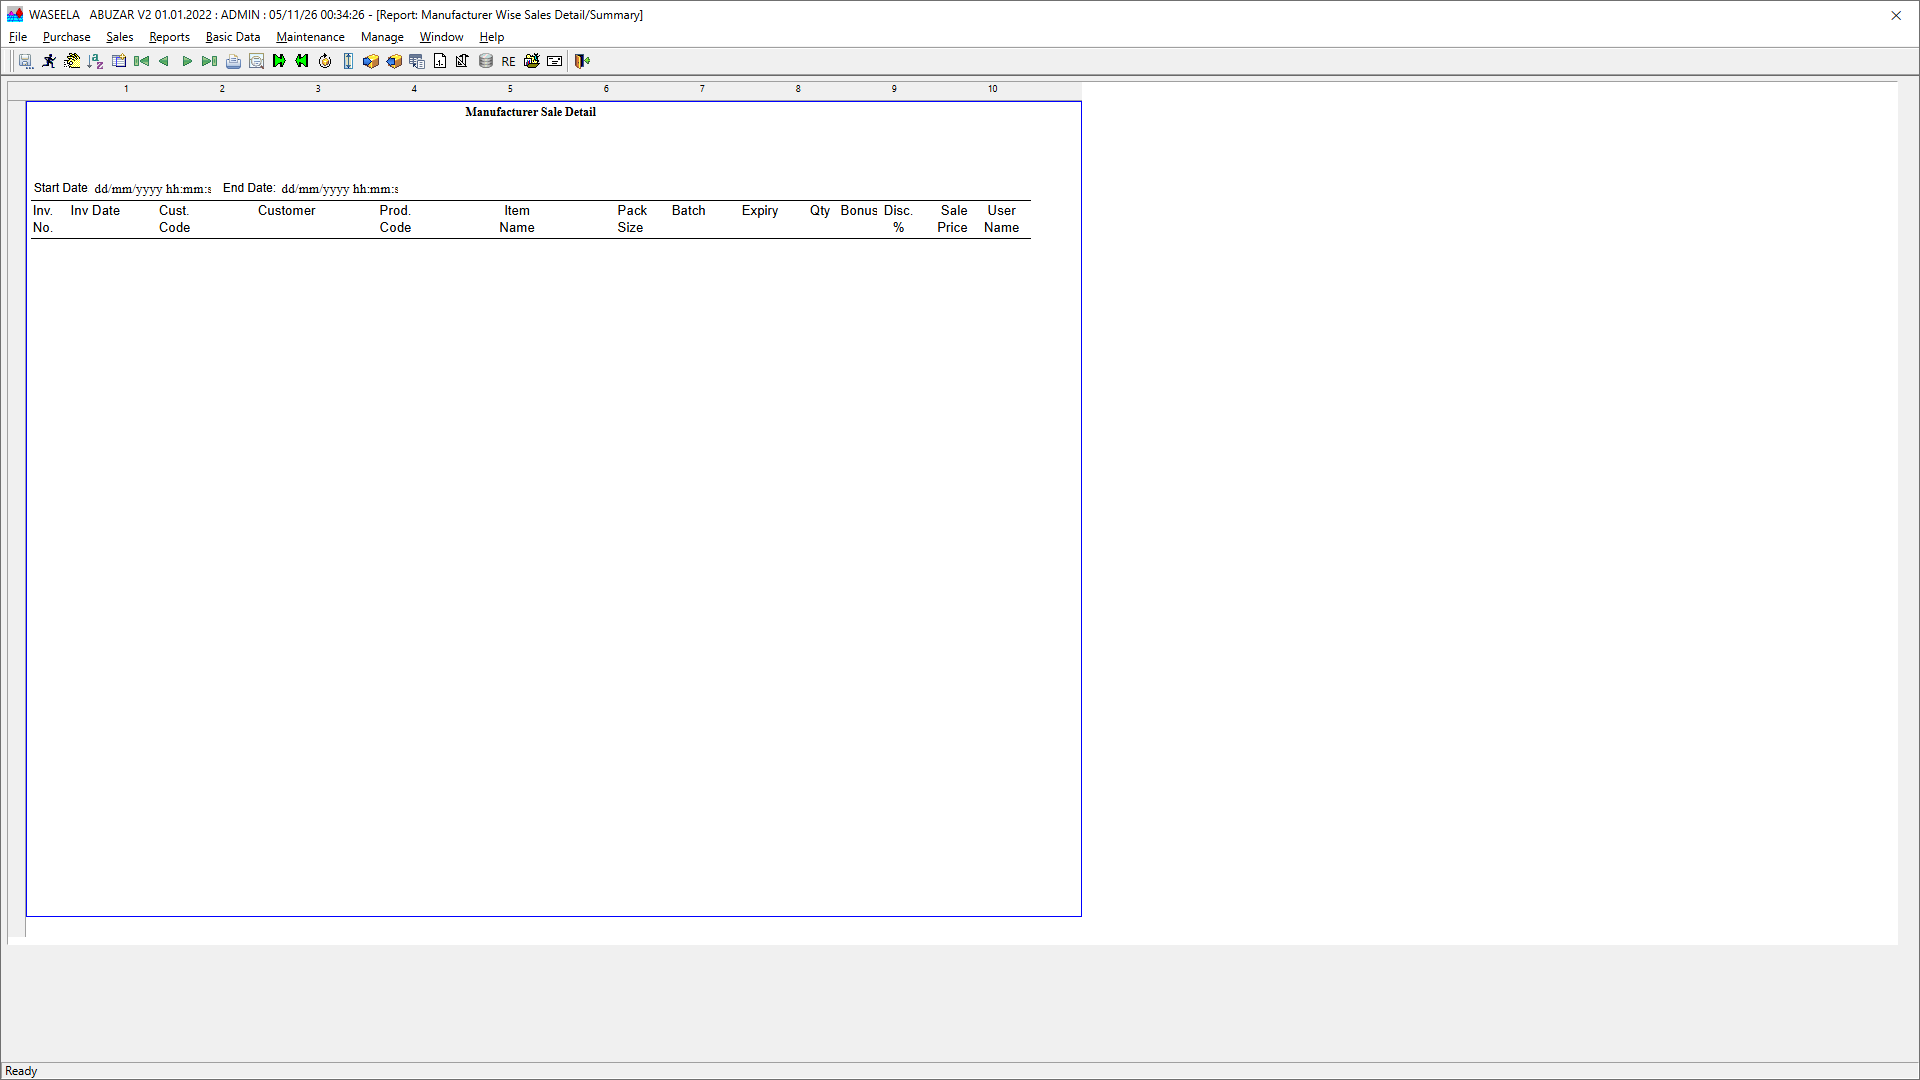 WASEELA ABUZAR V2 01.01.2022 : ADMIN : 05/11/26 00:34:26 - [Report: Manufacturer Wise Sales Detail/Summary]
File Purchase Sales Reports Basic Data Maintenance Manage Window Help
RE
1 2 3 4 5 6 7 8 9 10
Manufacturer Sale Detail
Start Date dd/mm/yyyy hh:mm:s End Date: dd/mm/yyyy hh:mm:s
Inv. Inv Date Cust. Customer Prod. Item Pack Batch Expiry Qty Bonus Disc. Sale User
No. Code Code Name Size % Price Name
Ready